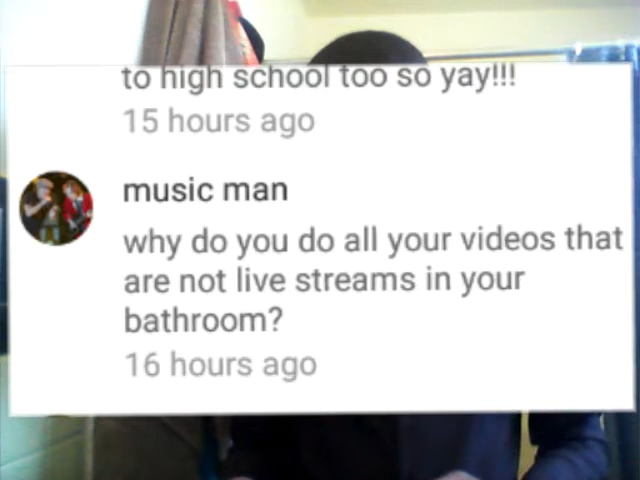 to high school too so yay!!!
15 hours ago
music man
why do you do all your videos that
are not live streams in your
bathroom?
16 hours ago